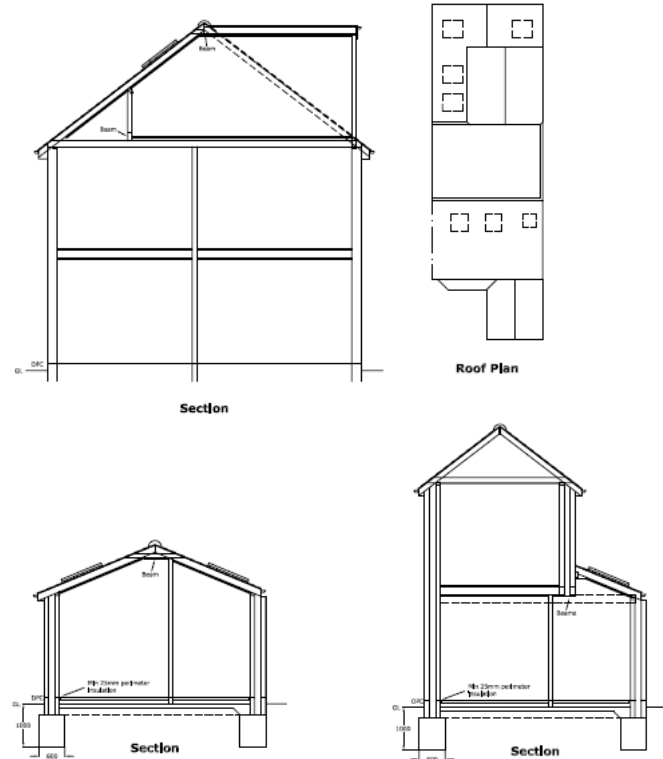 Beam
Beam
DPC
GL
Section
Roof Plan
Beam
Min 25mm perimeter
insulation
DPC
GL
1000
600
Section
Beams
Min 25mm perimeter
insulation
DPC
GL
1000
Section